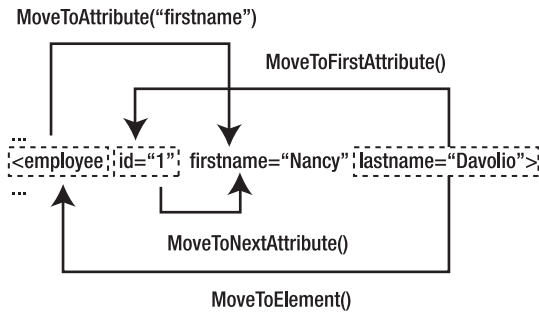 MoveToAttribute(“firstname”)
MoveToFirstAttribute()
...
<employee id=“1” firstname=“Nancy” lastname=“Davolio”>
...
MoveToNextAttribute()
MoveToElement()